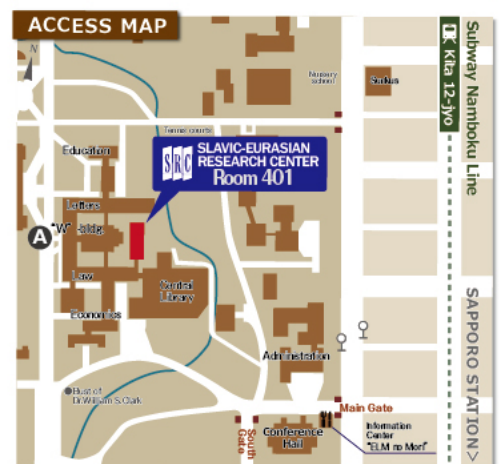 ACCESS MAP
N
Nursery
school
Sunkus
Kita 12-jyo
Subway Namboku Line
Tennis courts
Education
SRC
SLAVIC-EURASIAN
RESEARCH CENTER
Room 401
Letters
A
"W" -bldg.
Law
Central
Library
Economics
Administration
SAPPORO STATION>
Bust of
Dr.William S.Clark
Main Gate
South
Gate
Conference
Hall
Information
Center
"ELM no Mori"